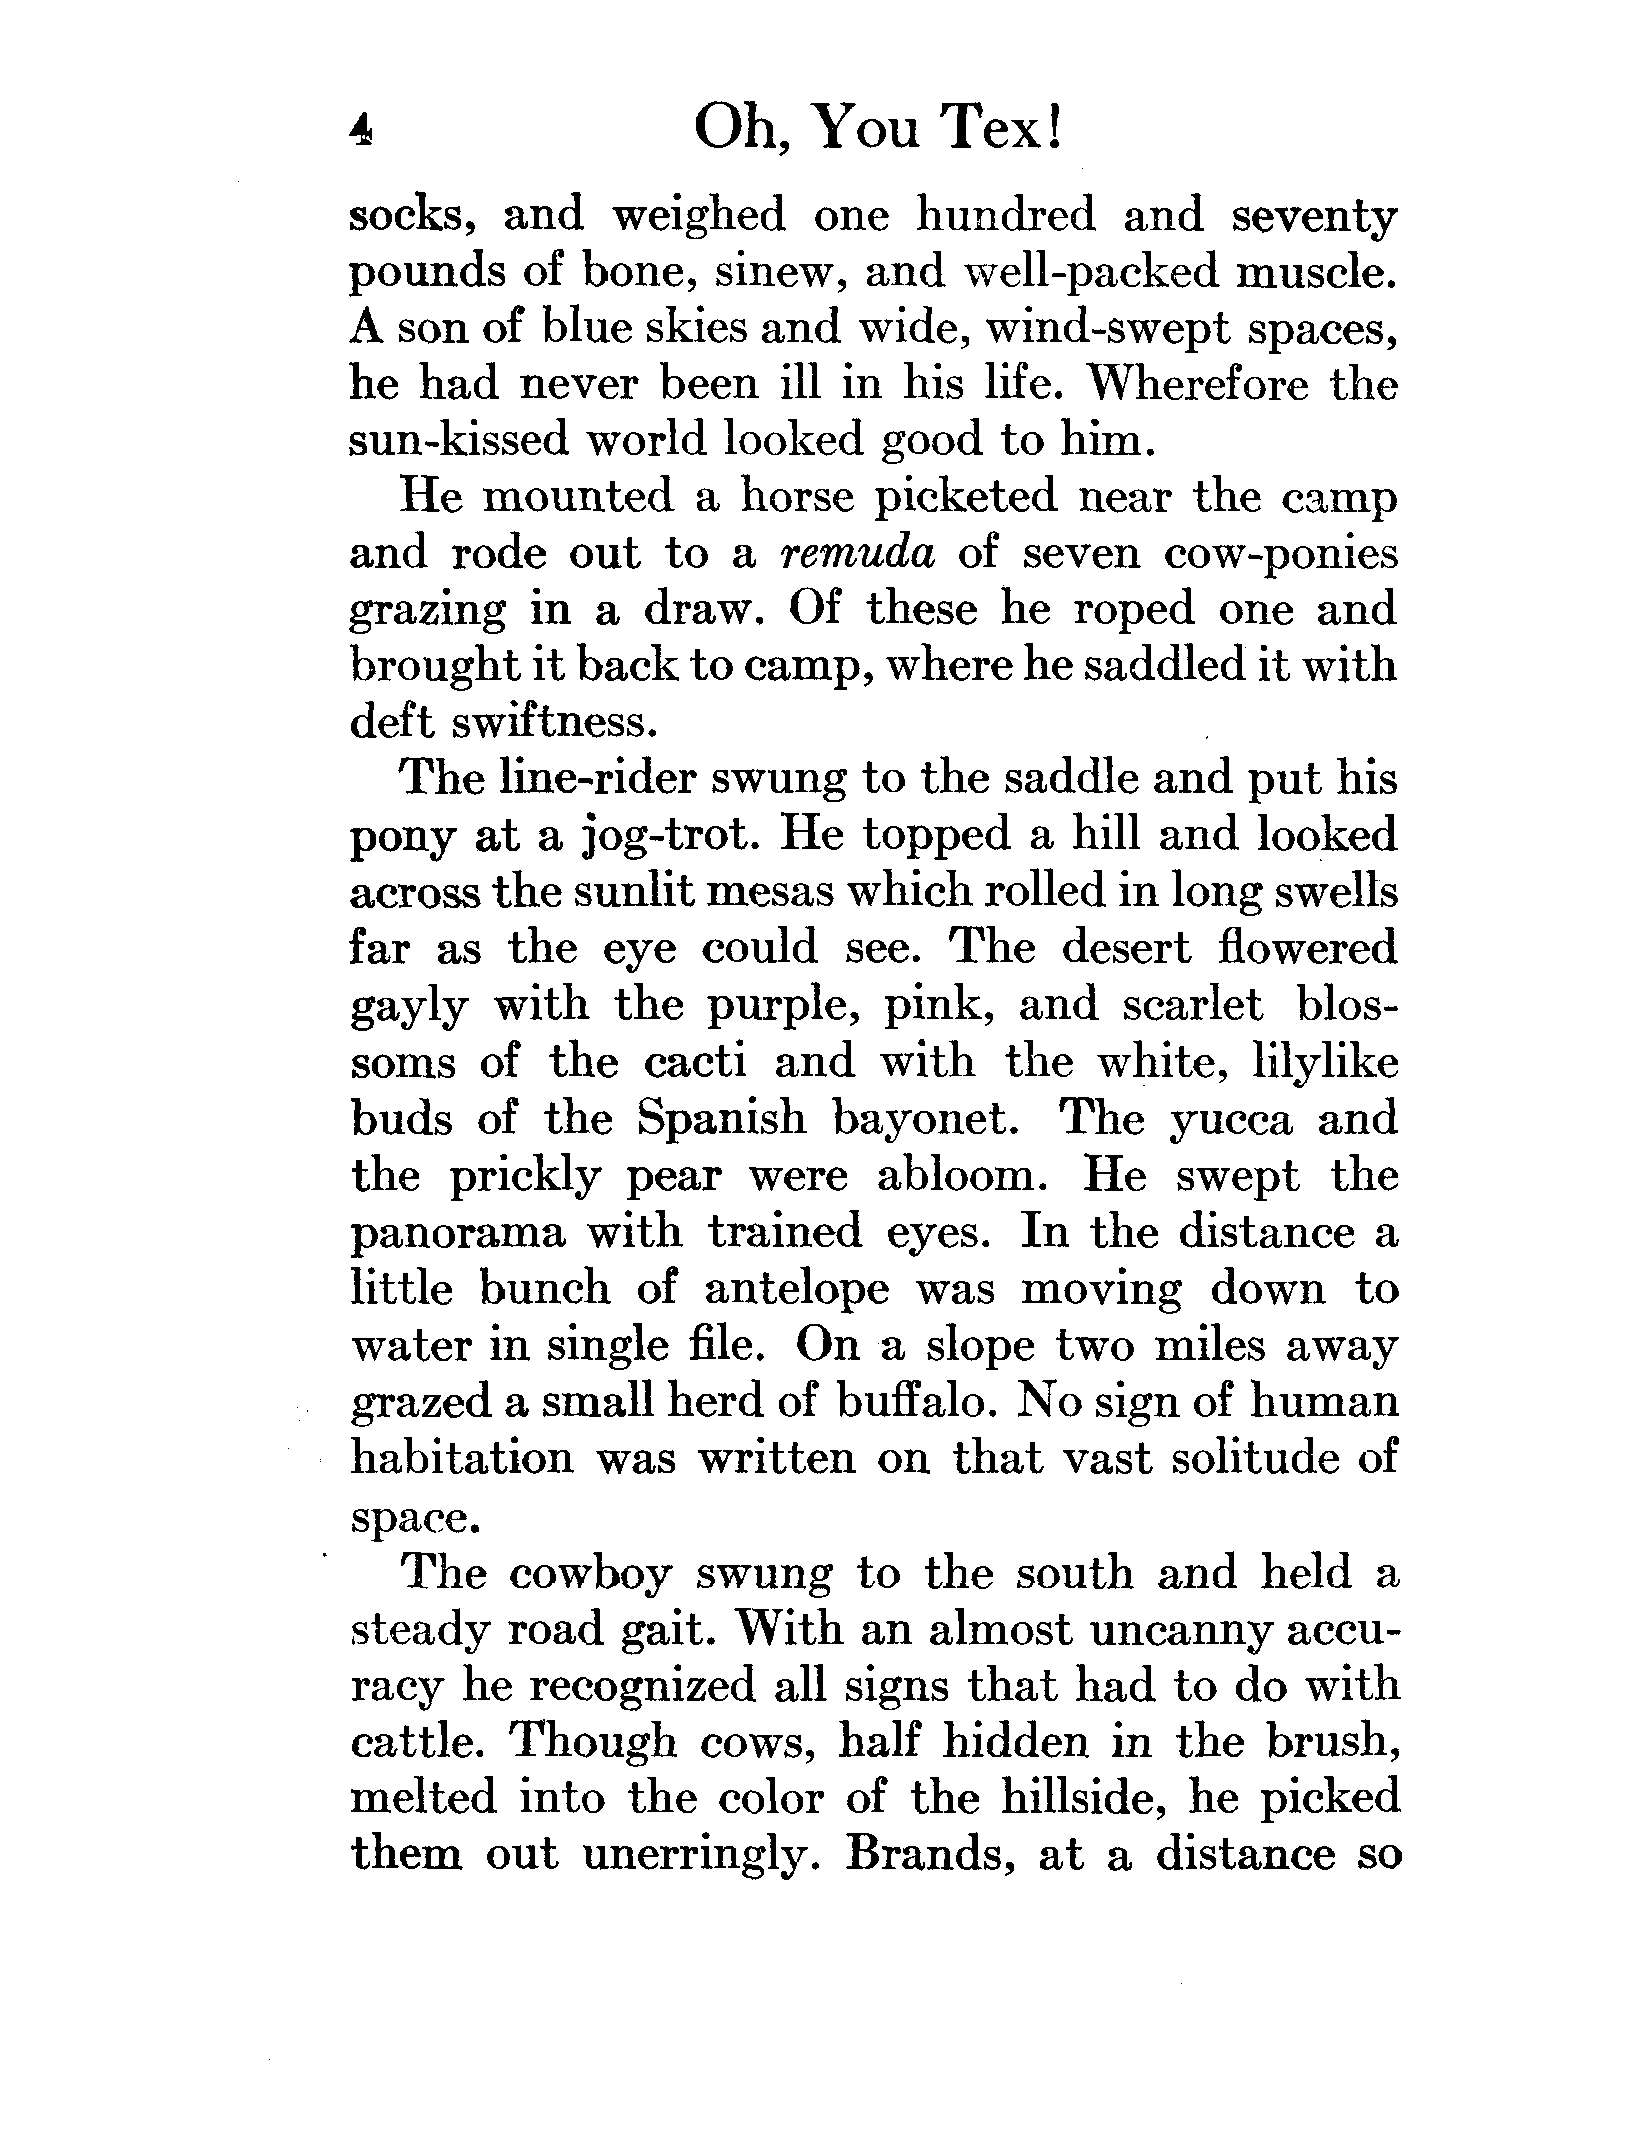 4 Oh, You Tex!
socks, and weighed one hundred and seventy
pounds of bone, sinew, and well-packed muscle.
A son of blue skies and wide, wind-swept spaces,
he had never been ill in his life. Wherefore the
sun-kissed world looked good to him.
He mounted a horse picketed near the camp
and rode out to a remuda of seven cow-ponies
grazing in a draw. Of these he roped one and
brought it back to camp, where he saddled it with
deft swiftness.
The line-rider swung to the saddle and put his
pony at a jog-trot. He topped a hill and looked
across the sunlit mesas which rolled in long swells
far as the eye could see. The desert flowered
gayly with the purple, pink, and scarlet blos-
soms of the cacti and with the white, lilylike
buds of the Spanish bayonet. The yucca and
the prickly pear were abloom. He swept the
panorama with trained eyes. In the distance a
little bunch of antelope was moving down to
water in single file. On a slope two miles away
grazed a small herd of buffalo. No sign of human
habitation was written on that vast solitude of
space.
The cowboy swung to the south and held a
steady road gait. With an almost uncanny accu-
racy he recognized all signs that had to do with
cattle. Though cows, half hidden in the brush,
melted into the color of the hillside, he picked
them out unerringly. Brands, at a distance so